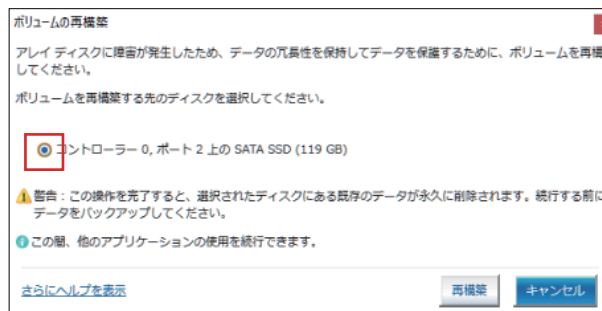 ボリュームの再構築
アレイ ディスクに障害が発生したため、データの冗長性を保持してデータを保護するために、ボリュームを再構
してください。
ボリュームを再構築する先のディスクを選択してください。
コントローラー 0, ポート 2 上の SATA SSD (119 GB)
警告：この操作を完了すると、選択されたディスクにある既存のデータが永久に削除されます。続行する前に
データをバックアップしてください。
この間、他のアプリケーションの使用を続行できます。
さらにヘルプを表示
再構築
キャンセル